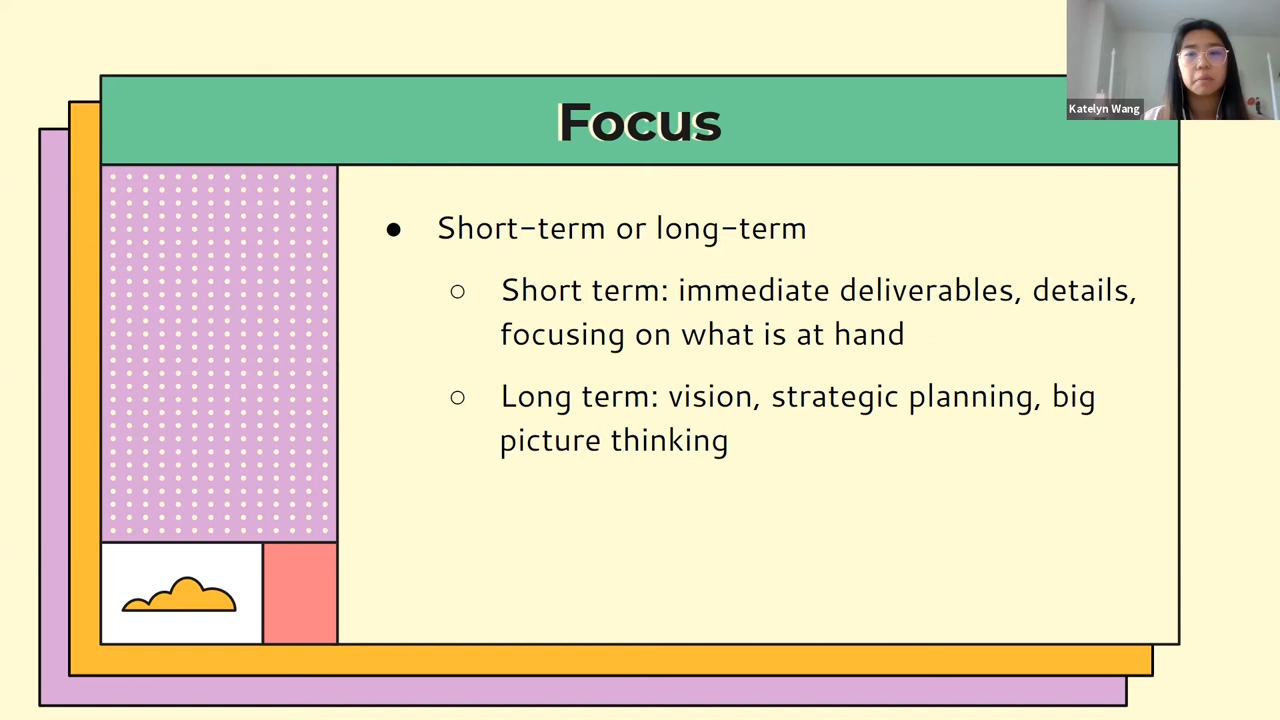 Focus
Katelyn Wang
● Short-term or long-term
○ Short term: immediate deliverables, details,
focusing on what is at hand
○ Long term: vision, strategic planning, big
picture thinking